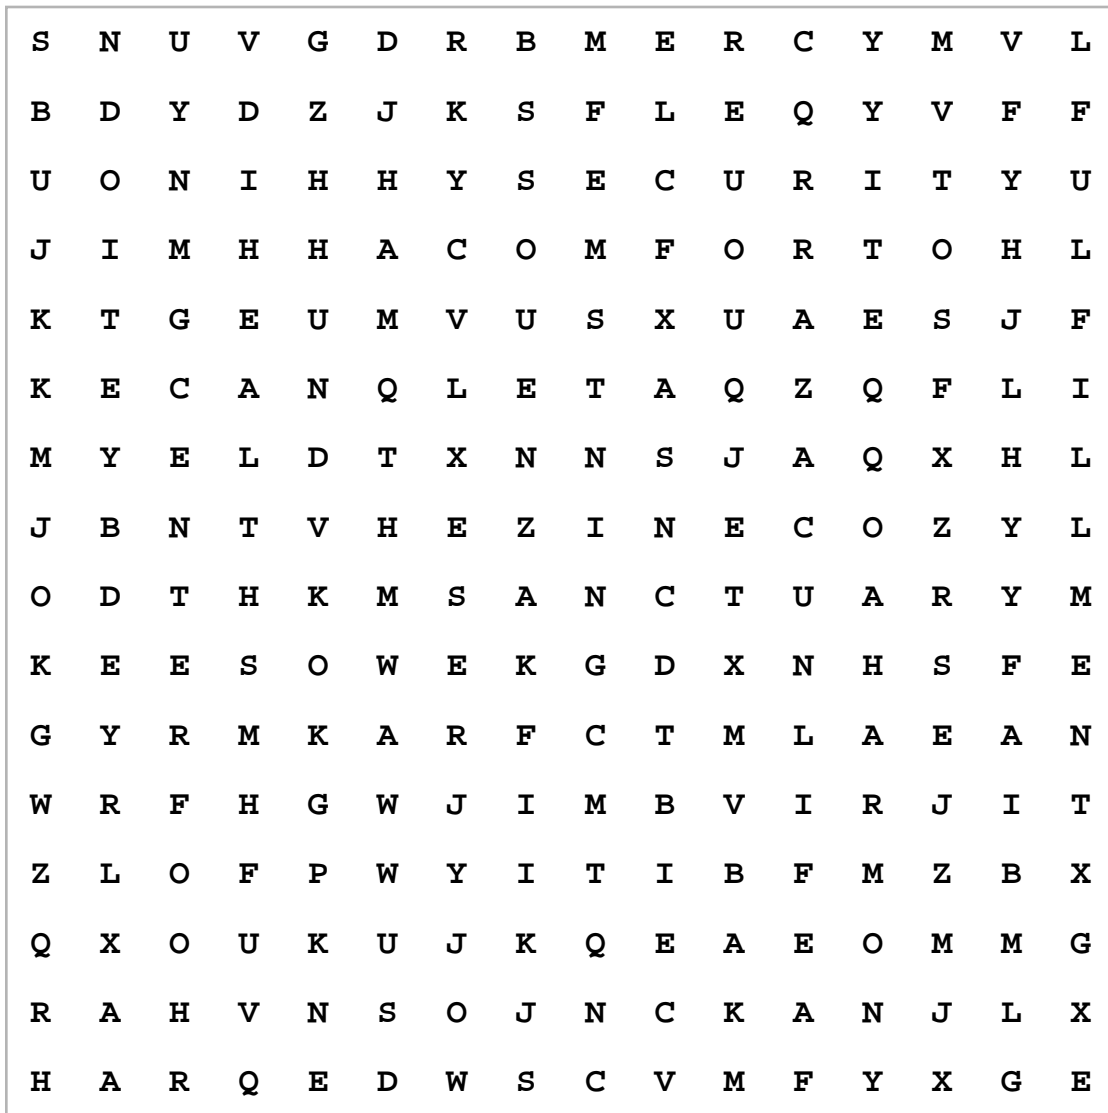 S N U V G D R B M E R C Y M V L
B D Y D Z J K S F L E Q Y V F F
U O N I H H Y S E C U R I T Y U
J I M H H A C O M F O R T O H L
K T G E U M V U S X U A E S J F
K E C A N Q L E T A Q Z Q F L I
M Y E L D T X N N S J A Q X H L
J B N T V H E Z I N E C O Z Y L
O D T H K M S A N C T U A R Y M
K E E S O W E K G D X N H S F E
G Y R M K A R F C T M L A E A N
W R F H G W J I M B V I R J I T
Z L O F P W Y I T I B F M Z B X
Q X O U K U J K Q E A E O M M G
R A H V N S O J N C K A N J L X
H A R Q E D W S C V M F Y X G E